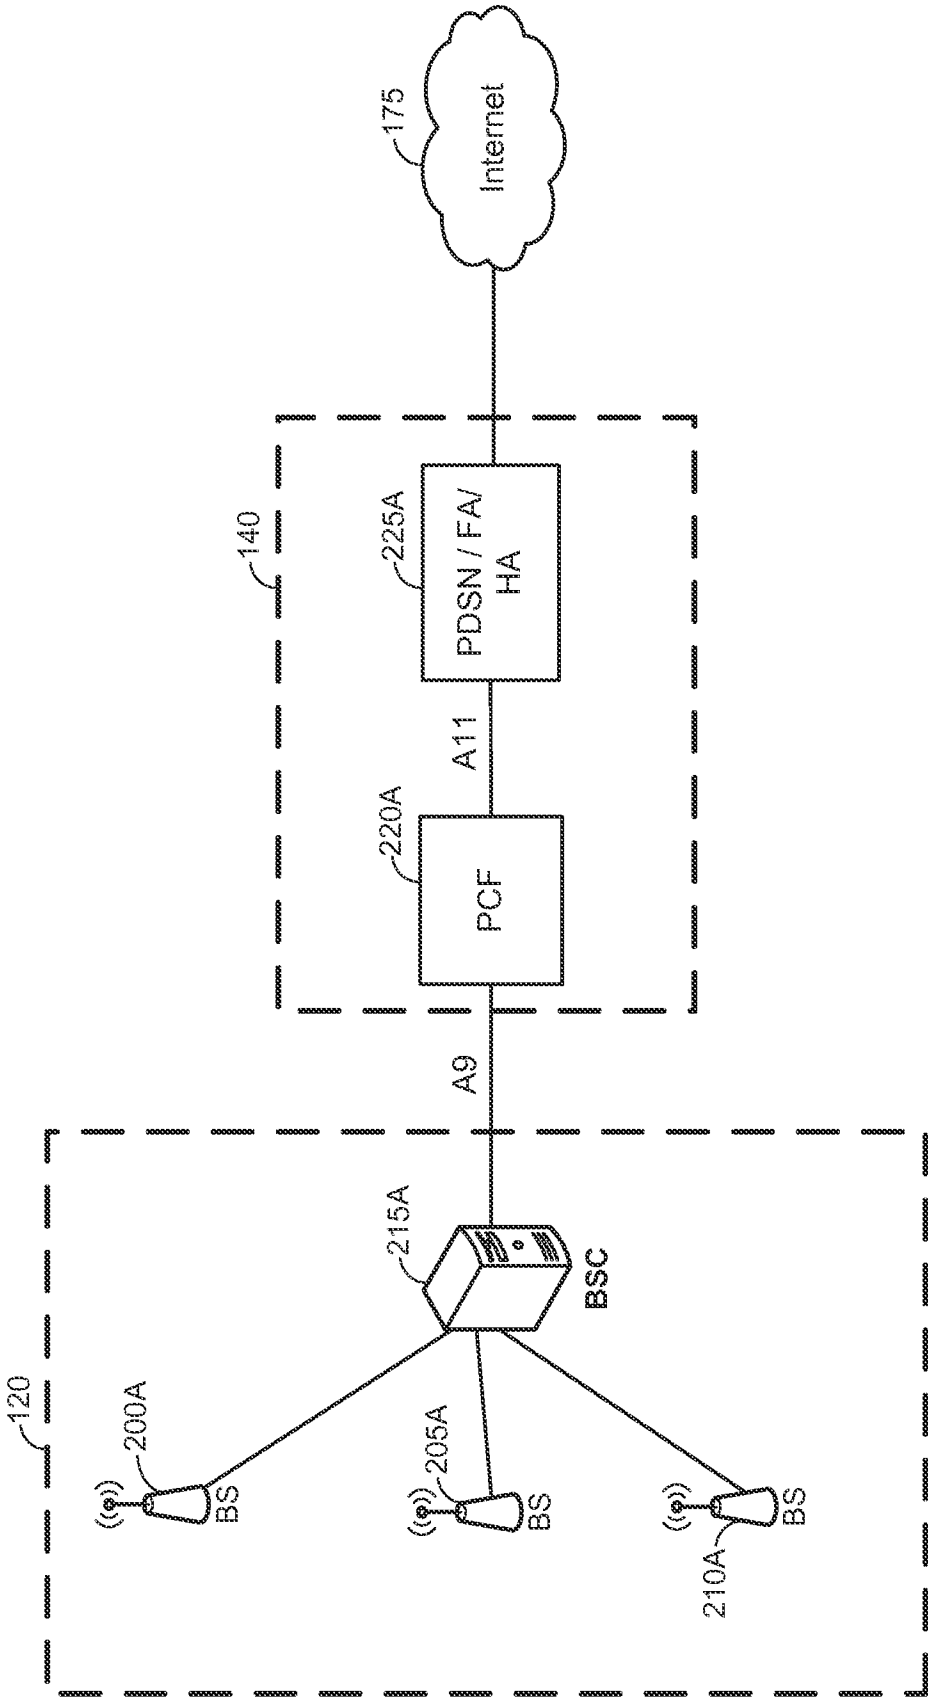 120
200A
BS
205A
BS
210A
BS
215A
BSC
A9
140
220A
PCF
A11
225A
PDSN / FA/
HA
175
Internet